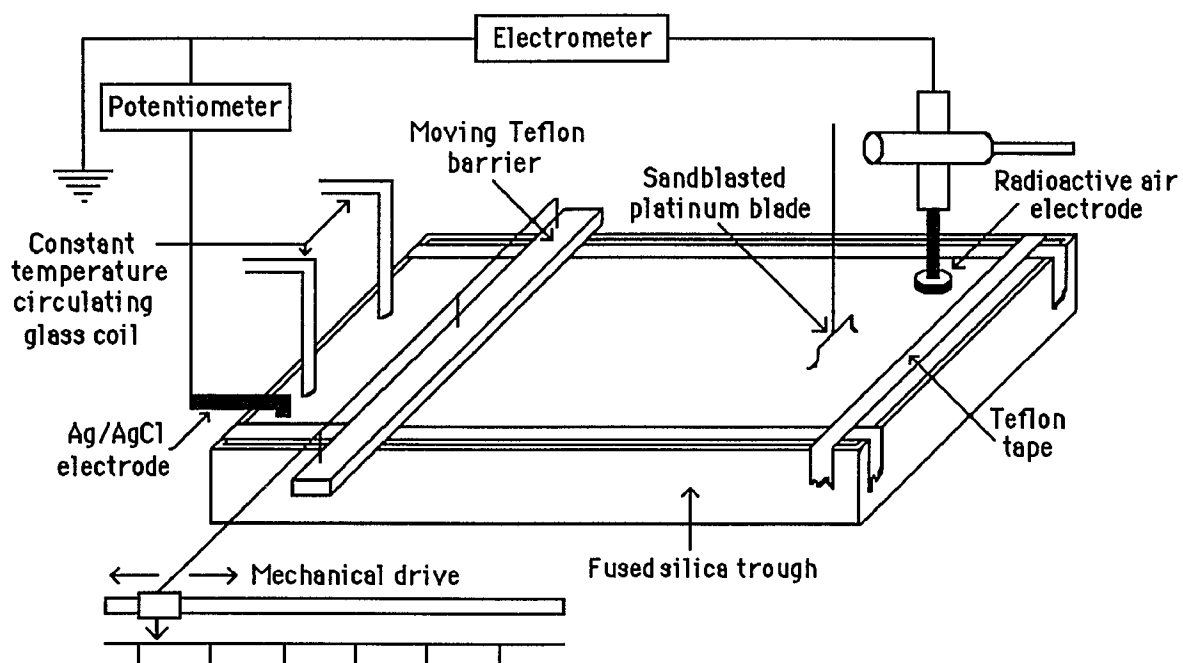 Electrometer
Potentiometer
Moving Teflon
barrier
Sandblasted
platinum blade
Radioactive air
electrode
Constant
temperature
circulating
glass coil
Ag/AgCl
electrode
Teflon
tape
Fused silica trough
Mechanical drive